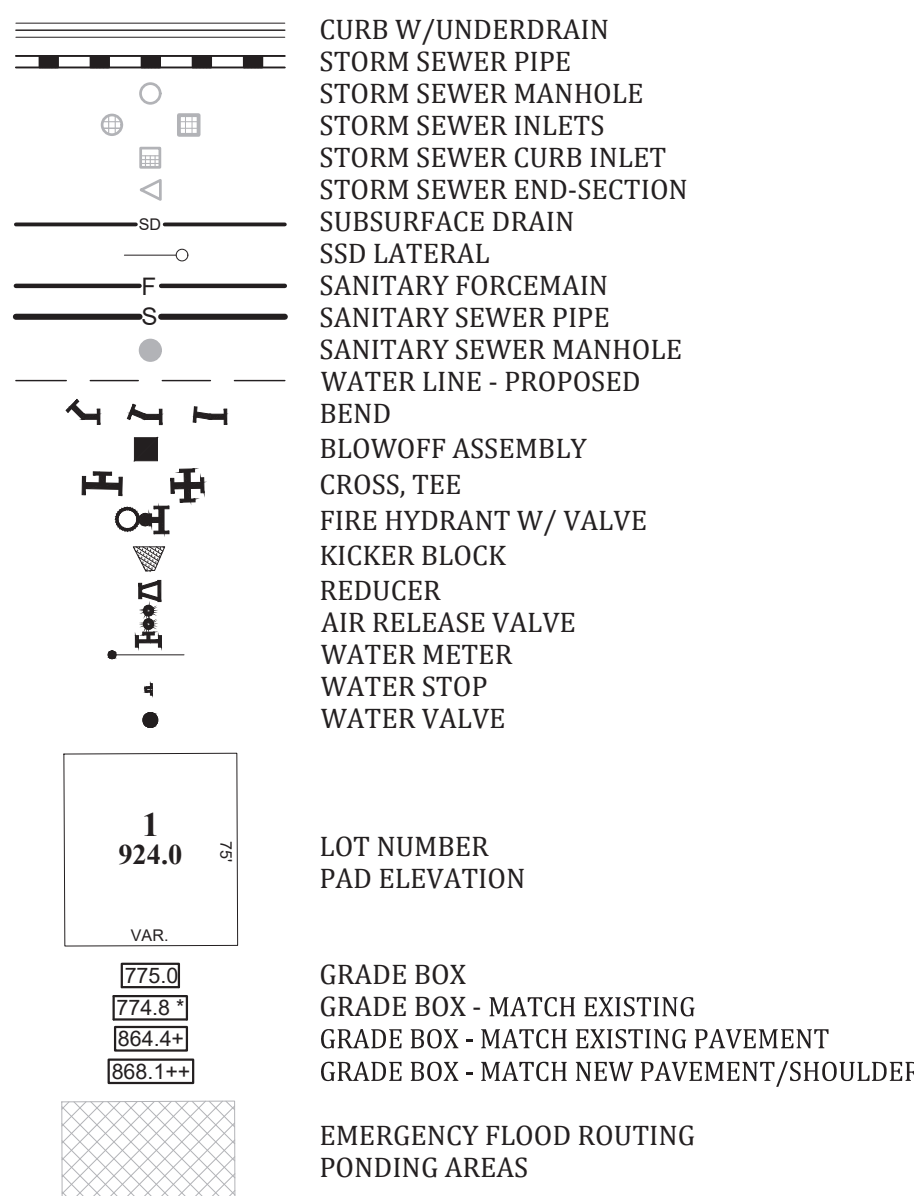 CURB W/UNDERDRAIN
STORM SEWER PIPE
STORM SEWER MANHOLE
STORM SEWER INLETS
STORM SEWER CURB INLET
STORM SEWER END-SECTION
SD SUBSURFACE DRAIN
SSD LATERAL
F SANITARY FORCEMAIN
S SANITARY SEWER PIPE
SANITARY SEWER MANHOLE
WATER LINE - PROPOSED
BEND
BLOWOFF ASSEMBLY
CROSS, TEE
FIRE HYDRANT W/ VALVE
KICKER BLOCK
REDUCER
AIR RELEASE VALVE
WATER METER
WATER STOP
WATER VALVE
1
924.0
75'
VAR.
LOT NUMBER
PAD ELEVATION
775.0 GRADE BOX
774.8 * GRADE BOX - MATCH EXISTING
864.4+ GRADE BOX - MATCH EXISTING PAVEMENT
868.1++ GRADE BOX - MATCH NEW PAVEMENT/SHOULDER
EMERGENCY FLOOD ROUTING
PONDING AREAS